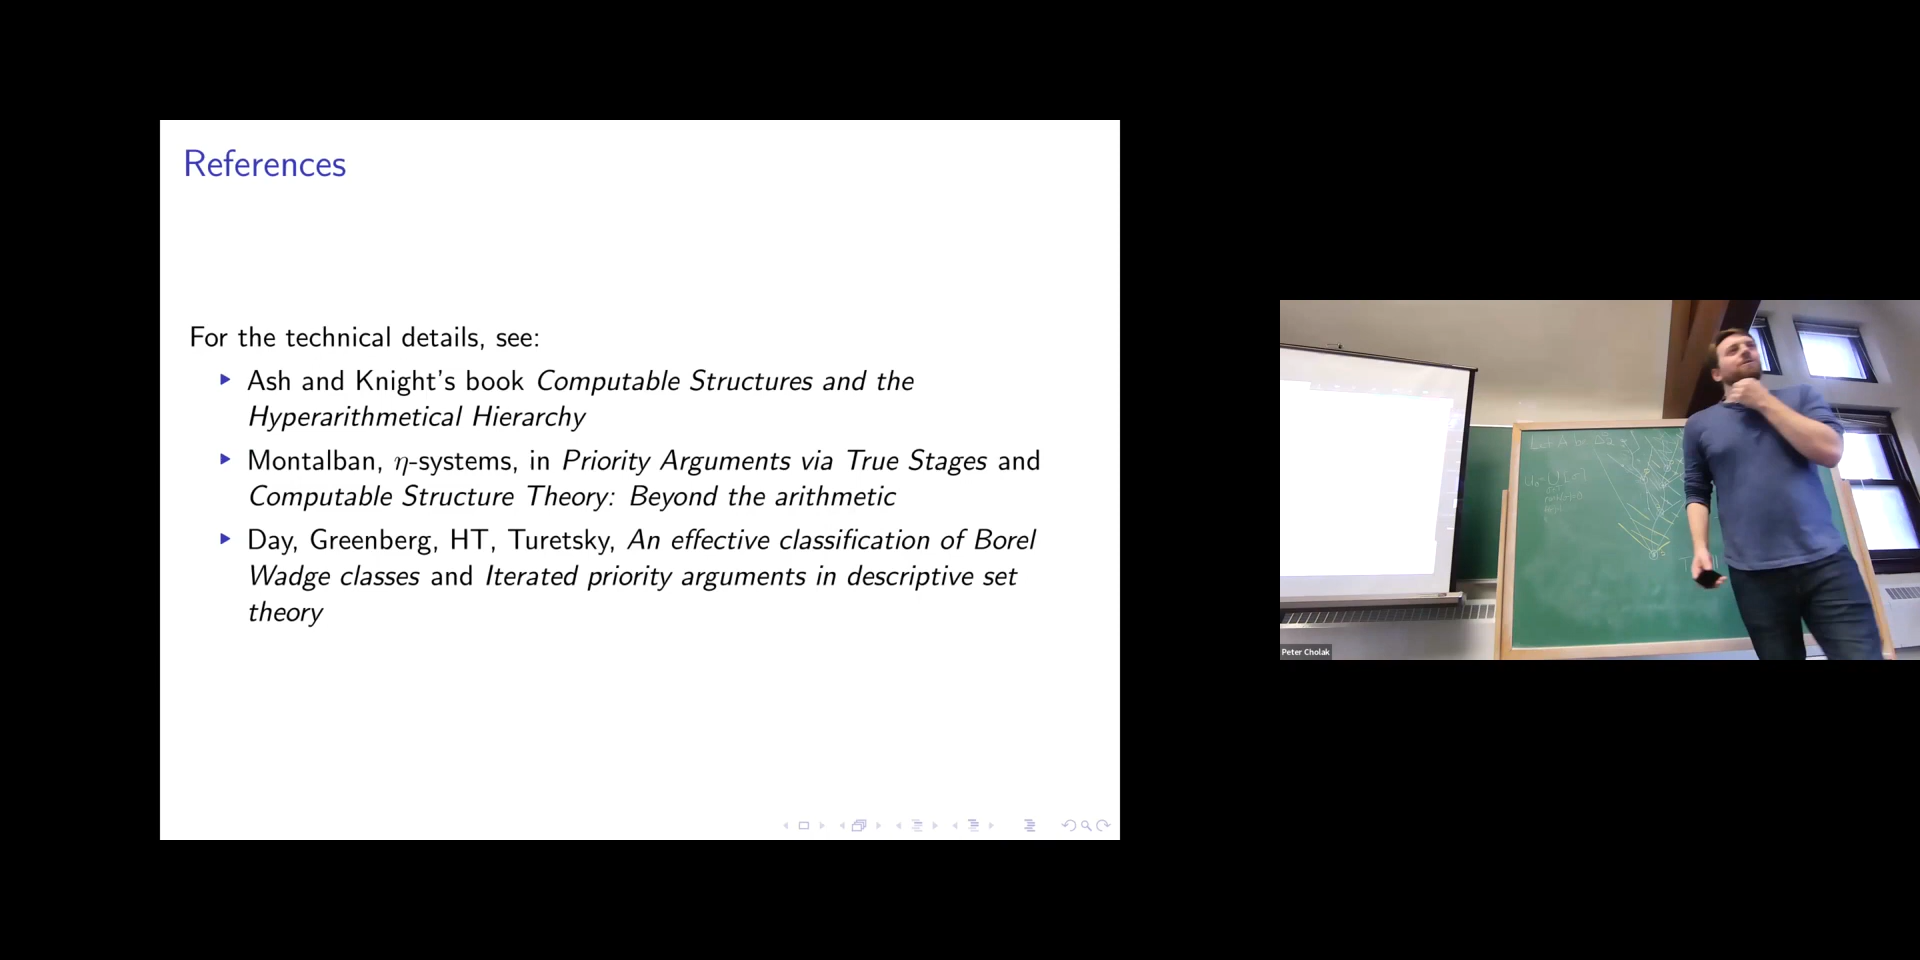 References
For the technical details, see:
Ash and Knight's book Computable Structures and the
Hyperarithmetical Hierarchy
Montalban, η-systems, in Priority Arguments via True Stages and
Computable Structure Theory: Beyond the arithmetic
Day, Greenberg, HT, Turetsky, An effective classification of Borel
Wadge classes and Iterated priority arguments in descriptive set
theory
Let A be
Peter Cholak